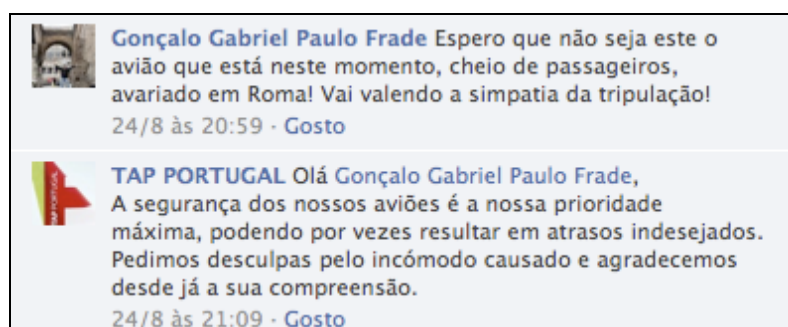 Gonçalo Gabriel Paulo Frade Espero que não seja este o
avião que está neste momento, cheio de passageiros,
avariado em Roma! Vai valendo a simpatia da tripulação!
24/8 às 20:59 · Gosto
TAP PORTUGAL Olá Gonçalo Gabriel Paulo Frade,
A segurança dos nossos aviões é a nossa prioridade
máxima, podendo por vezes resultar em atrasos indesejados.
Pedimos desculpas pelo incómodo causado e agradecemos
desde já a sua compreensão.
24/8 às 21:09 · Gosto
TAP PORTUGAL